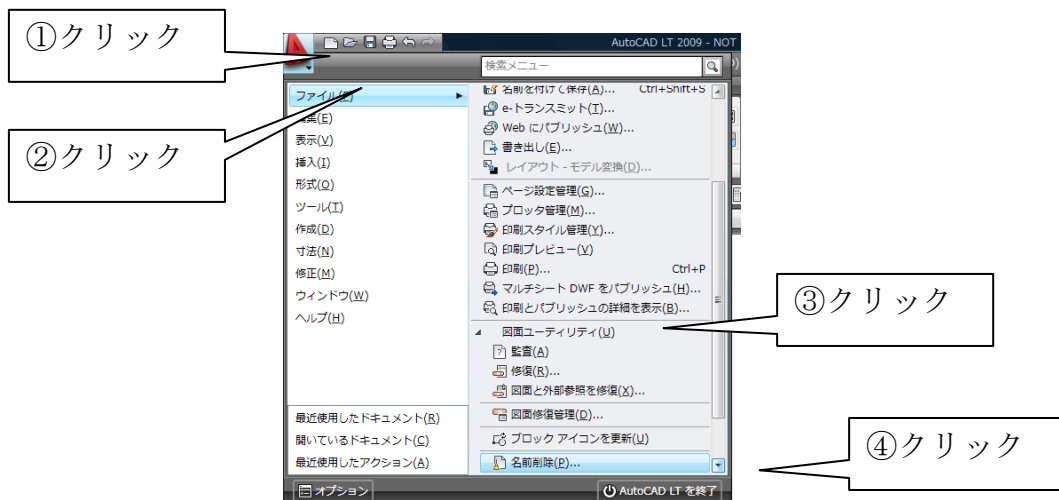 ①クリック
AutoCAD LT 2009 - NOT
検索メニュー
②クリック
ファイル(F)
編集(E)
表示(V)
挿入(I)
形式(O)
ツール(T)
作成(D)
寸法(N)
修正(M)
ウィンドウ(W)
ヘルプ(H)
最近使用したドキュメント(R)
開いているドキュメント(C)
最近使用したアクション(A)
名前を付けて保存(A)... Ctrl+Shift+S
e-トランスミット(T)...
Web にパブリッシュ(W)...
書き出し(E)...
レイアウト - モデル変換(D)...
ページ設定管理(G)...
プロッタ管理(M)...
印刷スタイル管理(Y)...
印刷プレビュー(V)
印刷(P)... Ctrl+P
マルチシート DWF をパブリッシュ(H)...
印刷とパブリッシュの詳細を表示(B)...
図面ユーティリティ(U)
監査(A)
修復(R)...
図面と外部参照を修復(X)...
図面修復管理(D)...
ブロック アイコンを更新(U)
名前削除(P)...
③クリック
④クリック
オプション
AutoCAD LT を終了